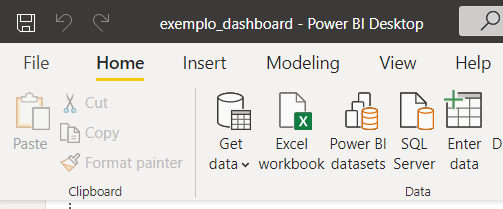 exemplo_dashboard - Power BI Desktop
File Home Insert Modeling View Help
Paste
Cut
Copy
Format painter
Clipboard
Get data
Excel workbook
Power BI datasets
SQL Server
Enter data
Data